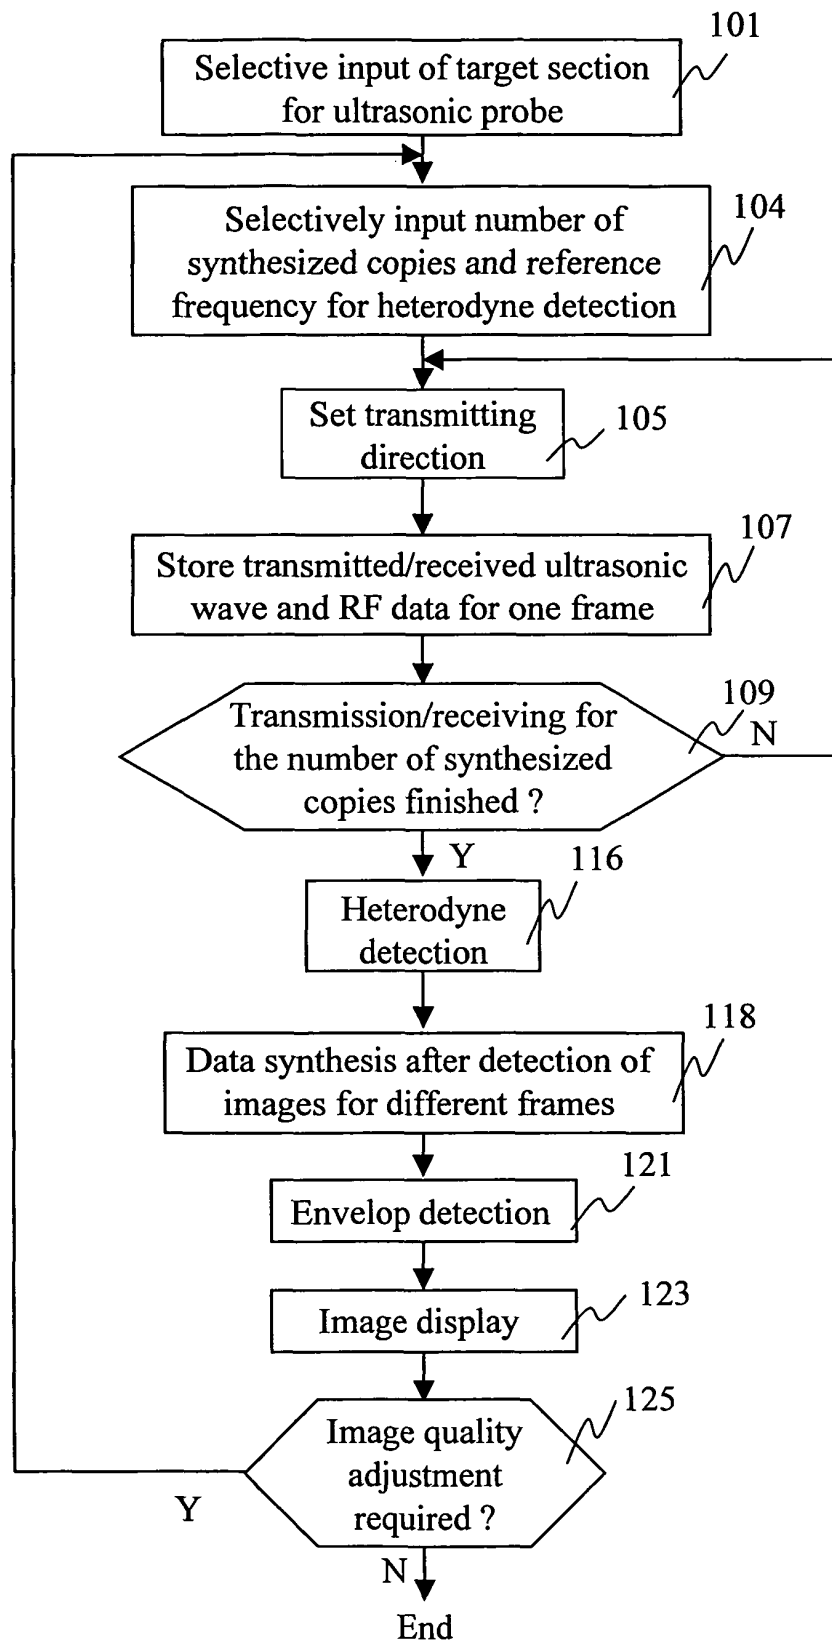 101
Selective input of target section
for ultrasonic probe
104
Selectively input number of
synthesized copies and reference
frequency for heterodyne detection
Set transmitting
direction
105
107
Store transmitted/received ultrasonic
wave and RF data for one frame
109
Transmission/receiving for
the number of synthesized
copies finished ?
N
Y
116
Heterodyne
detection
118
Data synthesis after detection of
images for different frames
121
Envelop detection
123
Image display
125
Image quality
adjustment
required ?
Y
N
End